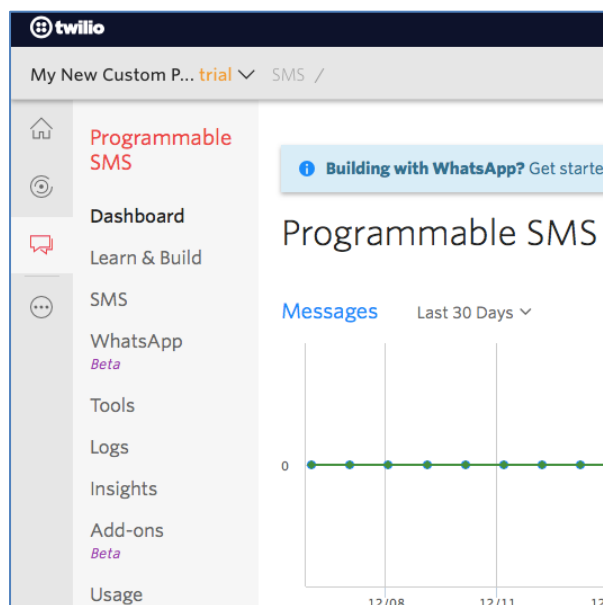 twilio
My New Custom P... trial SMS /
Programmable
SMS
Dashboard
Learn & Build
SMS
WhatsApp
Beta
Tools
Logs
Insights
Add-ons
Beta
Usage
Building with WhatsApp? Get starte
Programmable SMS
Messages Last 30 Days
0
12/08 12/11 12